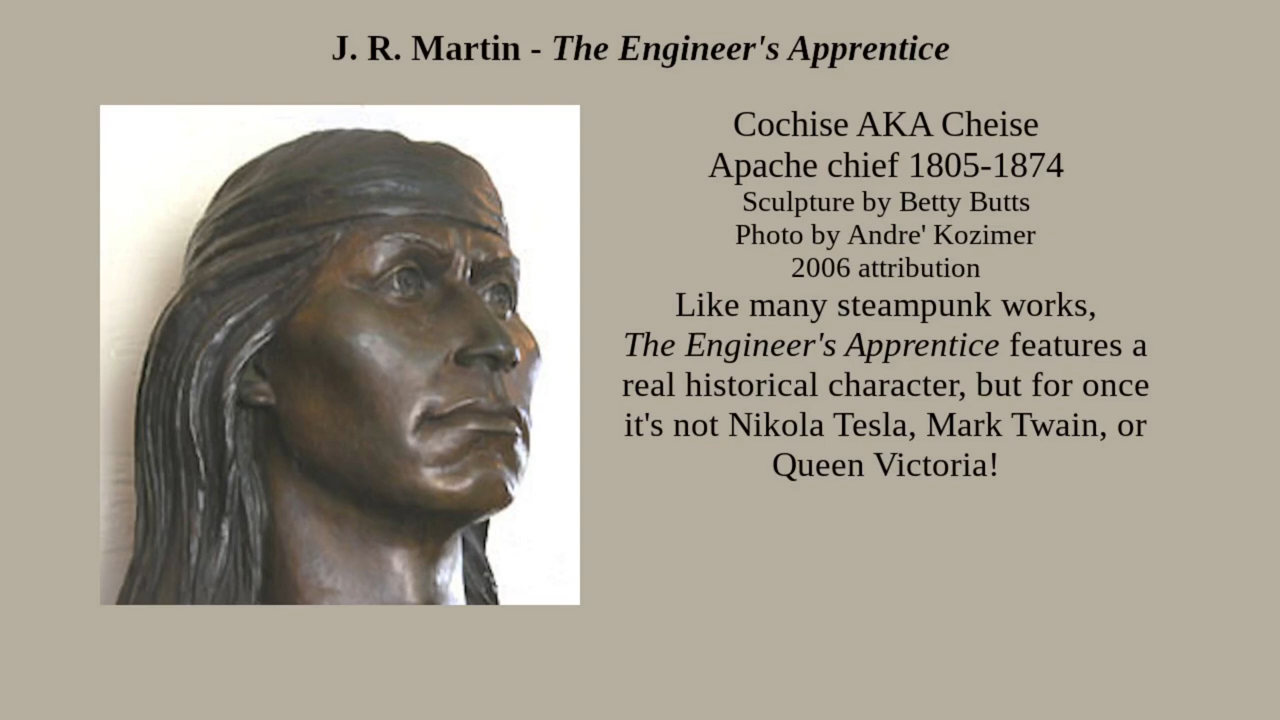 J. R. Martin - The Engineer's Apprentice
Cochise AKA Cheise
Apache chief 1805-1874
Sculpture by Betty Butts
Photo by Andre' Kozimer
2006 attribution
Like many steampunk works,
The Engineer's Apprentice features a
real historical character, but for once
it's not Nikola Tesla, Mark Twain, or
Queen Victoria!